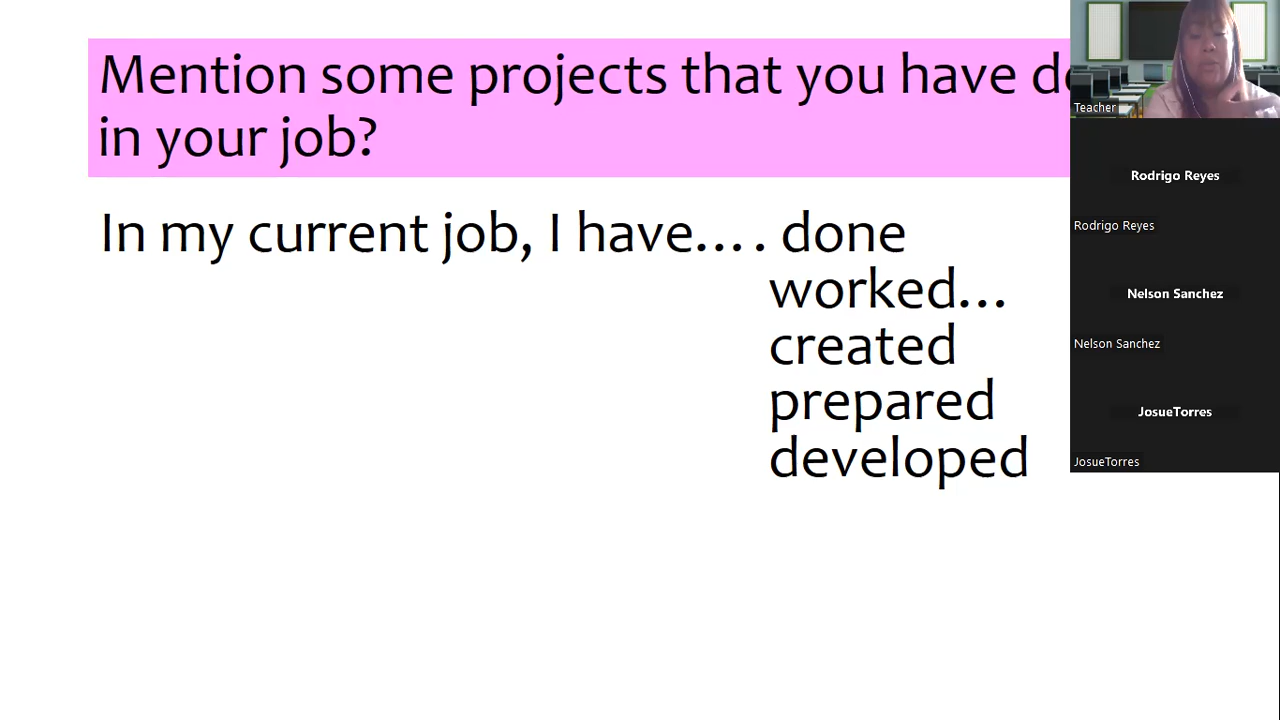 Mention some projects that you have
in your job?
In my current job, I have.... done
worked...
created
prepared
developed
Teacher
Rodrigo Reyes
Rodrigo Reyes
Nelson Sanchez
Nelson Sanchez
JosueTorres
JosueTorres